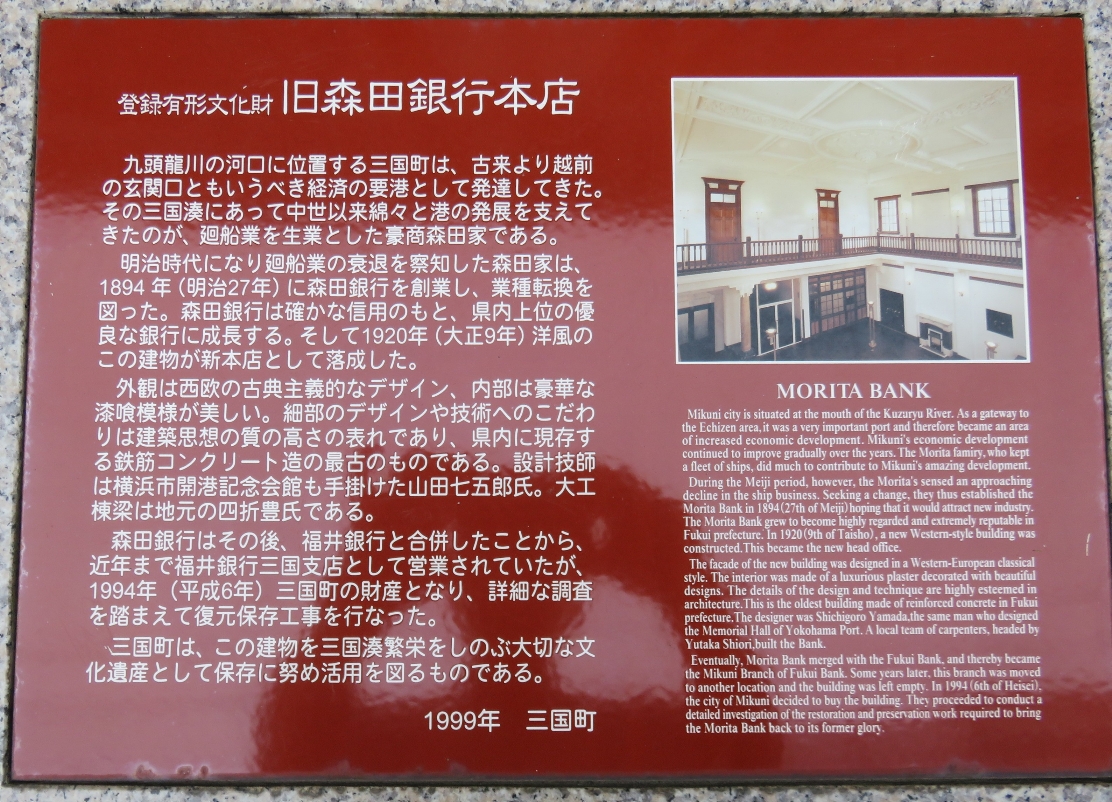 登録有形文化財 旧森田銀行本店
九頭龍川の河口に位置する三国町は、古来より越前
の玄関口ともいうべき経済の要港として発達してきた。
その三国湊にあって中世以来綿々と港の発展を支えて
きたのが、廻船業を生業とした豪商森田家である。
明治時代になり廻船業の衰退を察知した森田家は、
1894年（明治27年）に森田銀行を創業し、業種転換を
図った。森田銀行は確かな信用のもと、県内上位の優
良な銀行に成長する。そして1920年（大正9年）洋風の
この建物が新本店として落成した。
外観は西欧の古典主義的なデザイン、内部は豪華な
漆喰模様が美しい。細部のデザインや技術へのこだわ
りは建築思想の質の高さの表れであり、県内に現存す
る鉄筋コンクリート造の最古のものである。設計技師
は横浜市開港記念会館も手掛けた山田七五郎氏。大工
棟梁は地元の四折豊氏である。
森田銀行はその後、福井銀行と合併したことから、
近年まで福井銀行三国支店として営業されていたが、
1994年（平成6年）三国町の財産となり、詳細な調査
を踏まえて復元保存工事を行なった。
三国町は、この建物を三国湊繁栄をしのぶ大切な文
化遺産として保存に努め活用を図るものである。
1999年　三国町
MORITA BANK
Mikuni city is situated at the mouth of the Kuzuryu River. As a gateway to
the Echizen area,it was a very important port and therefore became an area
of increased economic development. Mikuni's economic development
continued to improve gradually over the years. The Morita famiry, who kept
a fleet of ships, did much to contribute to Mikuni's amazing development.
During the Meiji period, however, the Morita's sensed an approaching
decline in the ship business. Seeking a change, they thus established the
Morita Bank in 1894(27th of Meiji)hoping that it would attract new industry.
The Morita Bank grew to become highly regarded and extremely reputable in
Fukui prefecture. In 1920(9th of Taisho), a new Western-style building was
constructed.This became the new head office.
The facade of the new building was designed in a Western-European classical
style. The interior was made of a luxurious plaster decorated with beautiful
designs. The details of the design and technique are highly esteemed in
architecture.This is the oldest building made of reinforced concrete in Fukui
prefecture.The designer was Shichigoro Yamada,the same man who designed
the Memorial Hall of Yokohama Port. A local team of carpenters, headed by
Yutaka Shiori,built the Bank.
Eventually, Morita Bank merged with the Fukui Bank, and thereby became
the Mikuni Branch of Fukui Bank. Some years later, this branch was moved
to another location and the building was left empty. In 1994(6th of Heisei),
the city of Mikuni decided to buy the building. They proceeded to conduct a
detailed investigation of the restoration and preservation work required to bring
the Morita Bank back to its former glory.